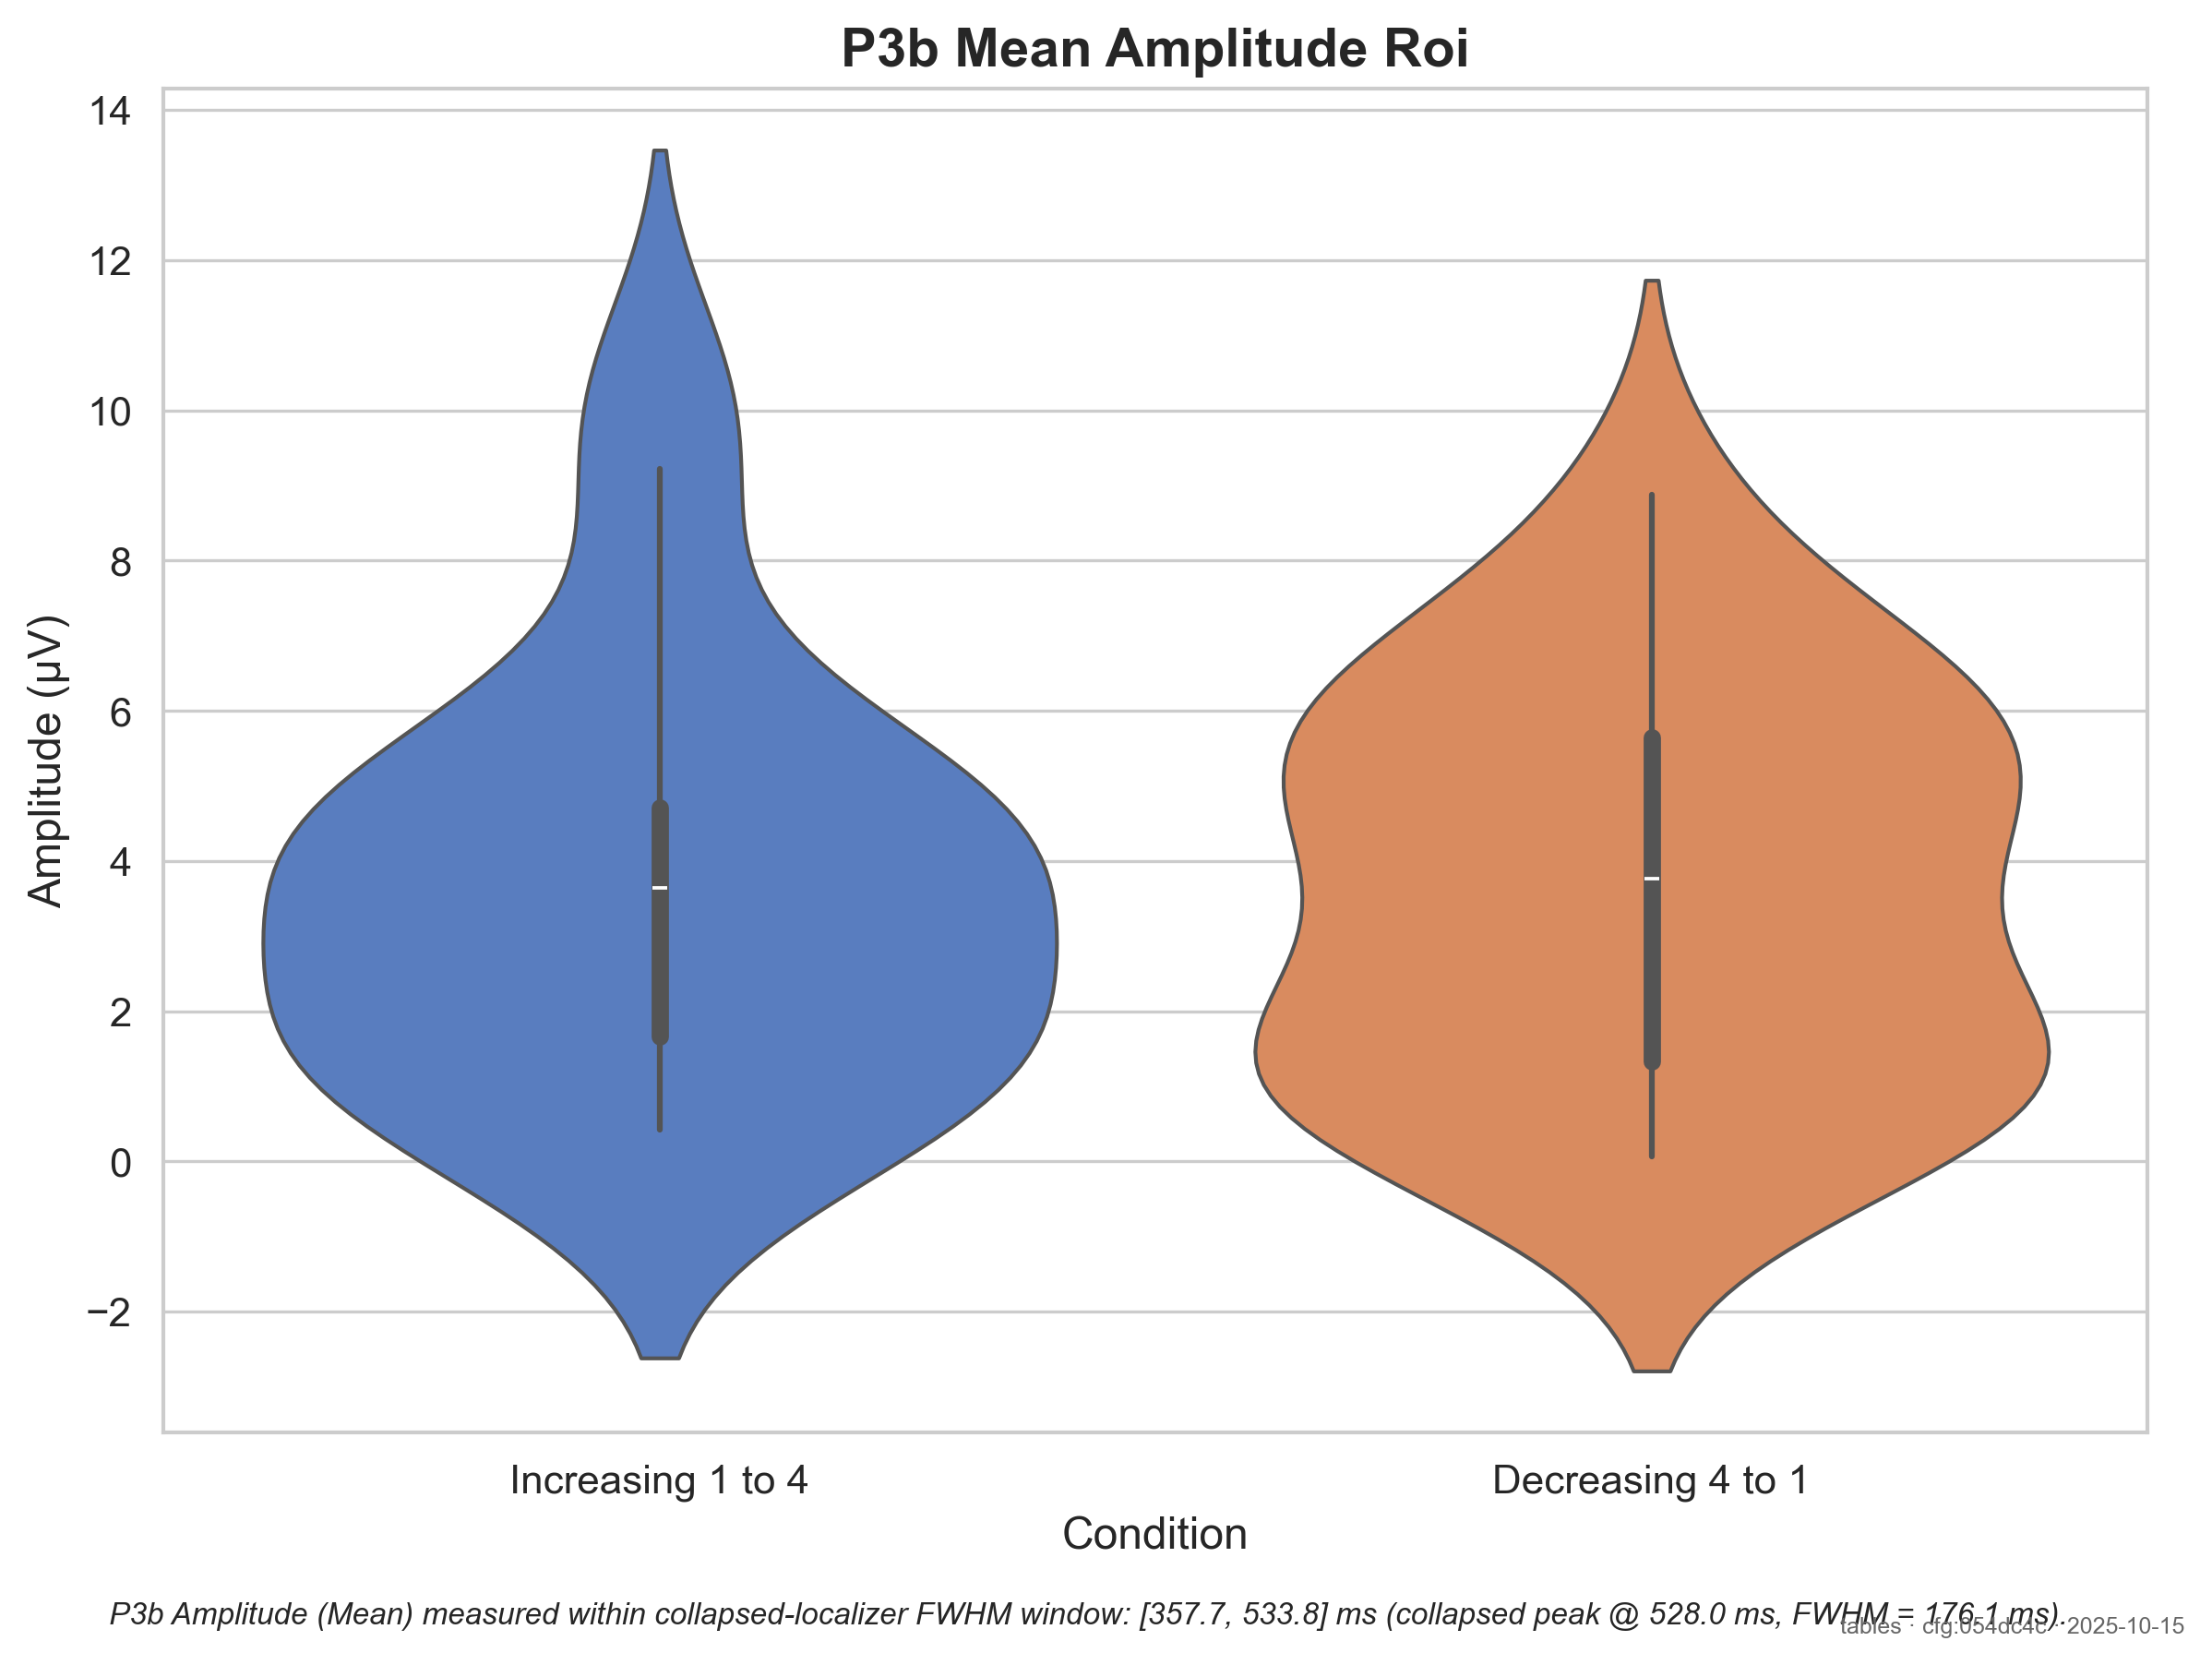 P3b Mean Amplitude Roi
14
12
10
8
6
4
2
0
−2
Amplitude (µV)
Increasing 1 to 4
Decreasing 4 to 1
Condition
P3b Amplitude (Mean) measured within collapsed-localizer FWHM window: [357.7, 533.8] ms (collapsed peak @ 528.0 ms, FWHM = 176.1 ms).
tables · cfg:054dc4c · 2025-10-15